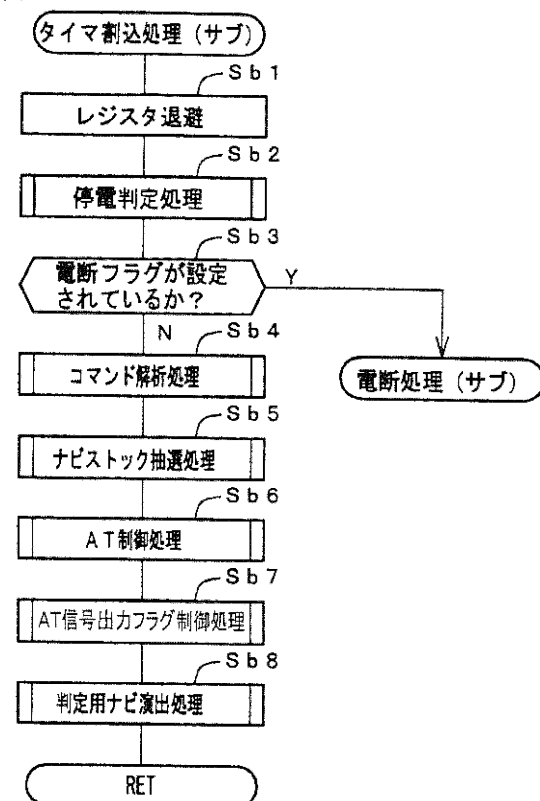 タイマ割込処理（サブ）
Sb1
レジスタ退避
Sb2
停電判定処理
Sb3
電断フラグが設定
されているか？
Y
N
Sb4
コマンド解析処理
電断処理（サブ）
Sb5
ナビストック抽選処理
Sb6
AT制御処理
Sb7
AT信号出力フラグ制御処理
Sb8
判定用ナビ演出処理
RET